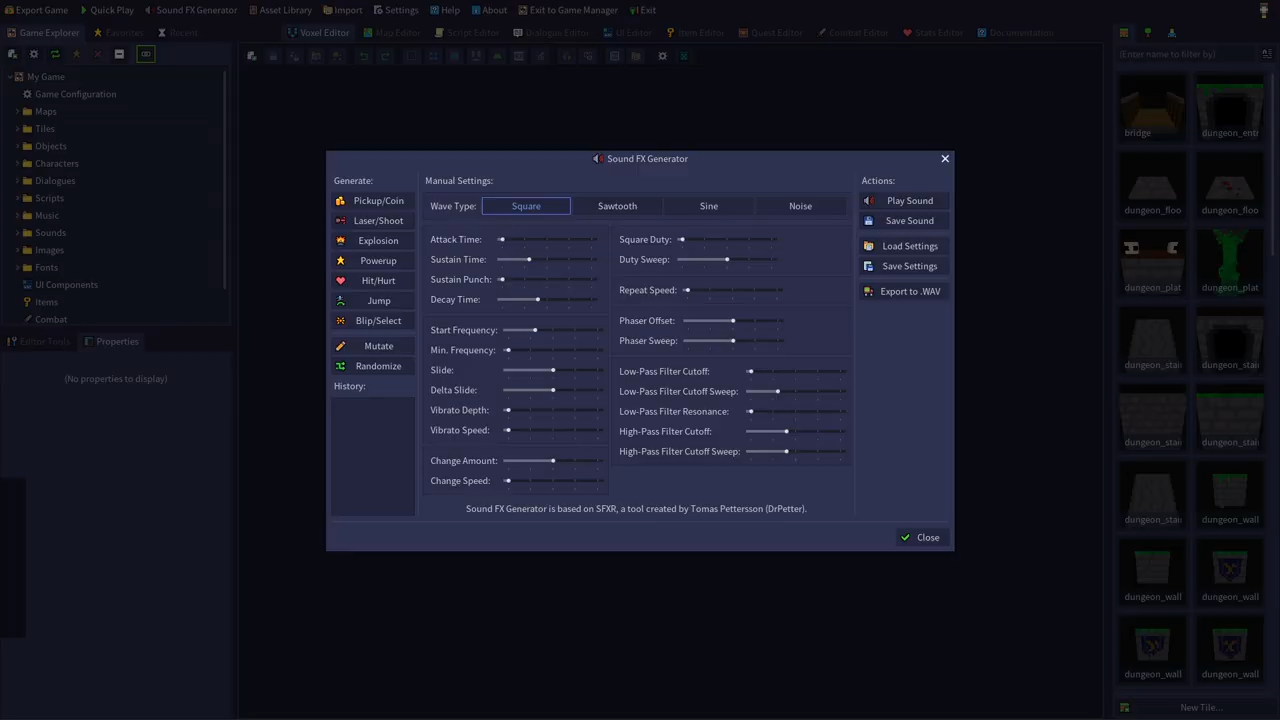 Export Game
Quick Play
Sound FX Generator
Asset Library
Import
Settings
Help
About
Exit to Game Manager
Exit
Game Explorer
Favorites
Recent
Voxel Editor
Map Editor
Script Editor
Dialogue Editor
UI Editor
Item Editor
Quest Editor
Combat Editor
Stats Editor
Documentation
(Enter name to filter by)
My Game
Game Configuration
Maps
Tiles
Objects
Characters
Dialogues
Scripts
Music
Sounds
Images
Fonts
UI Components
Items
Combat
Editor Tools
Properties
(No properties to display)
Sound FX Generator
Generate:
Pickup/Coin
Laser/Shoot
Explosion
Powerup
Hit/Hurt
Jump
Blip/Select
Mutate
Randomize
History:
Manual Settings:
Wave Type:
Square
Sawtooth
Sine
Noise
Attack Time:
Sustain Time:
Sustain Punch:
Decay Time:
Start Frequency:
Min. Frequency:
Slide:
Delta Slide:
Vibrato Depth:
Vibrato Speed:
Change Amount:
Change Speed:
Square Duty:
Duty Sweep:
Repeat Speed:
Phaser Offset:
Phaser Sweep:
Low-Pass Filter Cutoff:
Low-Pass Filter Cutoff Sweep:
Low-Pass Filter Resonance:
High-Pass Filter Cutoff:
High-Pass Filter Cutoff Sweep:
Sound FX Generator is based on SFXR, a tool created by Tomas Pettersson (DrPetter).
Actions:
Play Sound
Save Sound
Load Settings
Save Settings
Export to .WAV
Close
bridge
dungeon_entr
dungeon_floo
dungeon_floo
dungeon_plat
dungeon_plat
dungeon_stai
dungeon_stai
dungeon_stai
dungeon_stai
dungeon_stai
dungeon_wall
dungeon_wall
dungeon_wall
dungeon_wall
dungeon_wall
New Tile...